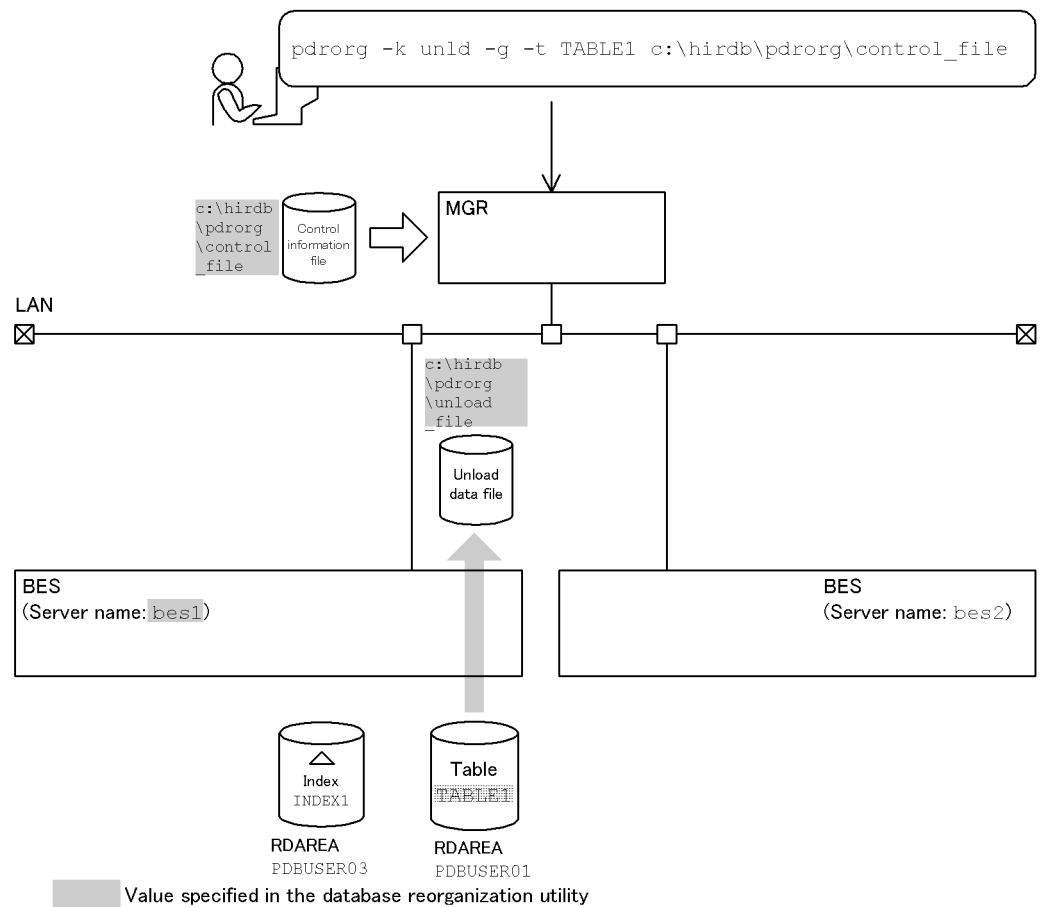 pdrorg -k unld -g -t TABLE1 c:\hirdb\pdrorg\control_file
c:\hirdb
\pdrorg
\control
_file
Control
information
file
MGR
LAN
c:\hirdb
\pdrorg
\unload
_file
Unload
data file
BES
(Server name: bes1)
BES
(Server name: bes2)
Index
INDEX1
RDAREA
PDBUSER03
Table
TABLE1
RDAREA
PDBUSER01
Value specified in the database reorganization utility